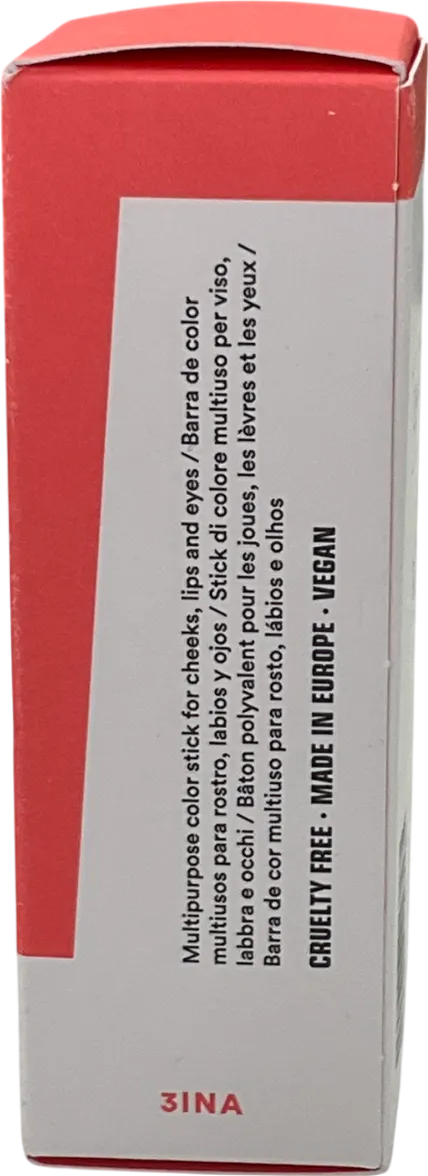 Multipurpose color stick for cheeks, lips and eyes / Barra de color
multiusos para rostro, labios y ojos / Stick di colore multiuso per viso,
labbra e occhi / Bâton polyvalent pour les joues, les lèvres et les yeux /
Barra de cor multiuso para rosto, lábios e olhos
CRUELTY FREE · MADE IN EUROPE · VEGAN
3INA